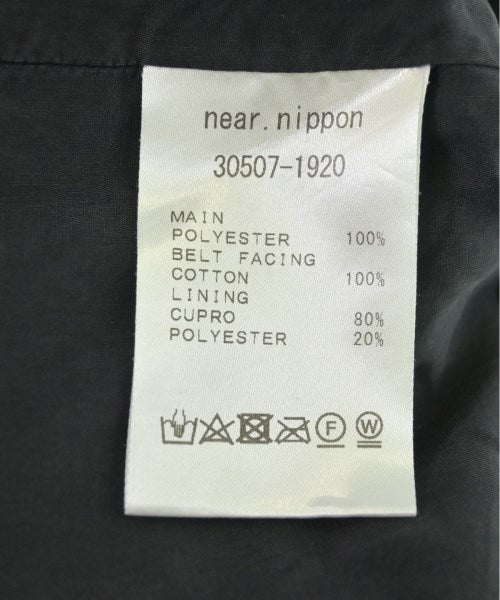 near.nippon
30507-1920
MAIN
POLYESTER 100%
BELT FACING
COTTON 100%
LINING
CUPRO 80%
POLYESTER 20%
F W